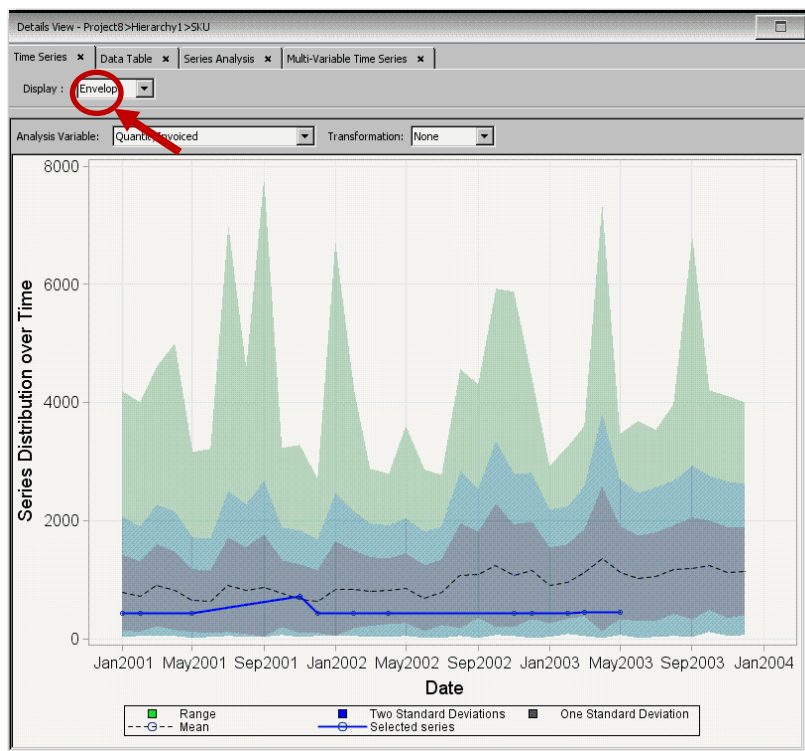 Details View - Project8>Hierarchy1>SKU
Time Series × Data Table × Series Analysis × Multi-Variable Time Series ×
Display : Envelop
Analysis Variable: QuantityInvoiced Transformation: None
8000
6000
4000
2000
0
Series Distribution over Time
Jan2001 May2001 Sep2001 Jan2002 May2002 Sep2002 Jan2003 May2003 Sep2003 Jan2004
Date
Range Two Standard Deviations One Standard Deviation
Mean Selected series